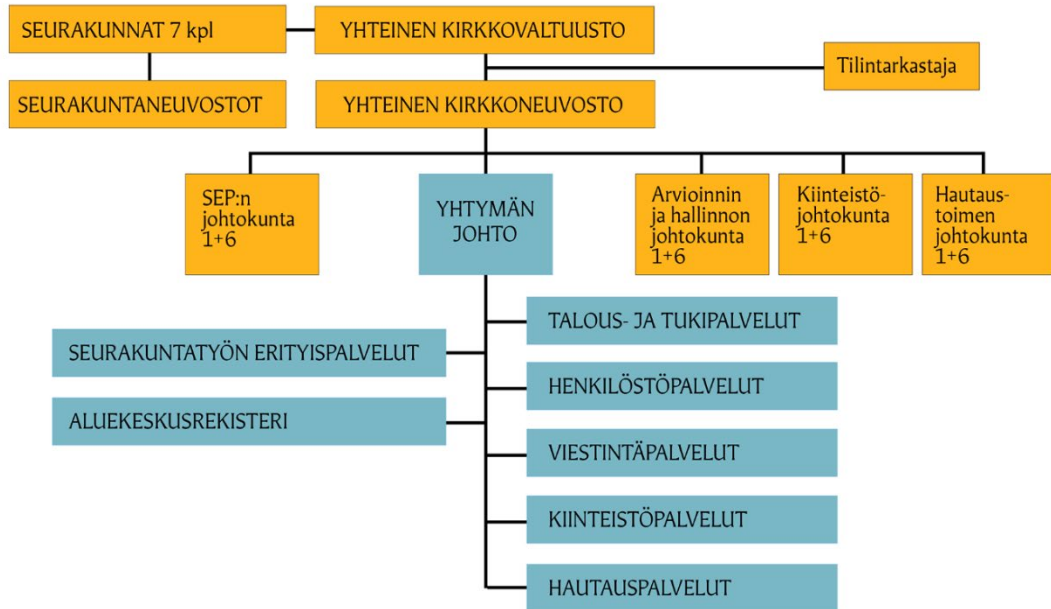 SEURAKUNNAT 7 kpl
YHTEINEN KIRKKOVALTUUSTO
Tilintarkastaja
SEURAKUNTANEUVOSTOT
YHTEINEN KIRKKONEUVOSTO
SEP:n
johtokunta
1+6
YHTYMÄN
JOHTO
Arvioinnin
ja hallinnon
johtokunta
1+6
Kiinteistö-
johtokunta
1+6
Hautaus-
toimen
johtokunta
1+6
TALOUS- JA TUKIPALVELUT
SEURAKUNTATYÖN ERITYISPALVELUT
HENKILÖSTÖPALVELUT
ALUEKESKUSREKISTERI
VIESTINTÄPALVELUT
KIINTEISTÖPALVELUT
HAUTAUSPALVELUT